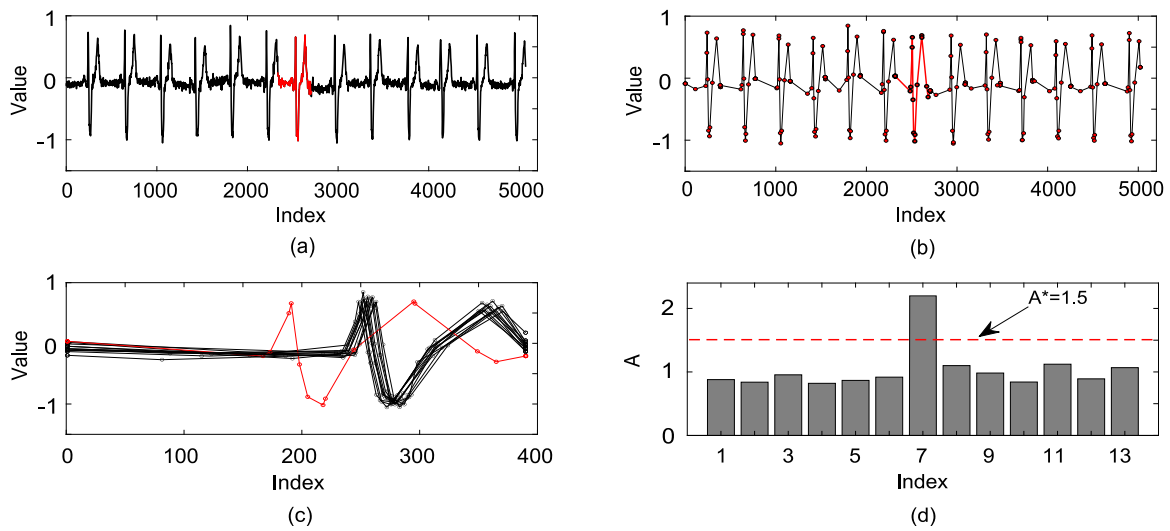 1
0
-1
Value
0 1000 2000 3000 4000 5000
Index
(a)
1
0
-1
Value
0 1000 2000 3000 4000 5000
Index
(b)
1
0
-1
Value
0 100 200 300 400
Index
(c)
2
1
0
A
A*=1.5
1 3 5 7 9 11 13
Index
(d)